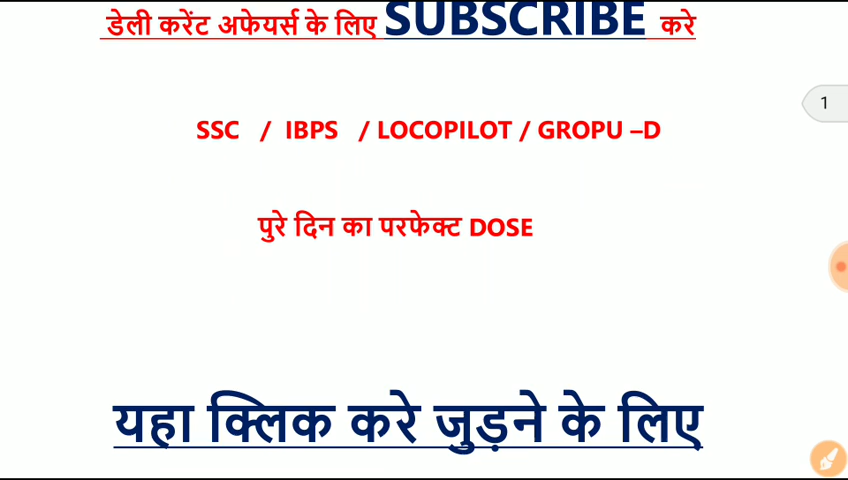 डेली करेंट अफेयर्स के लिए SUBSCRIBE करे
1
SSC / IBPS / LOCOPILOT / GROPU –D
पुरे दिन का परफेक्ट DOSE
यहा क्लिक करे जुड़ने के लिए